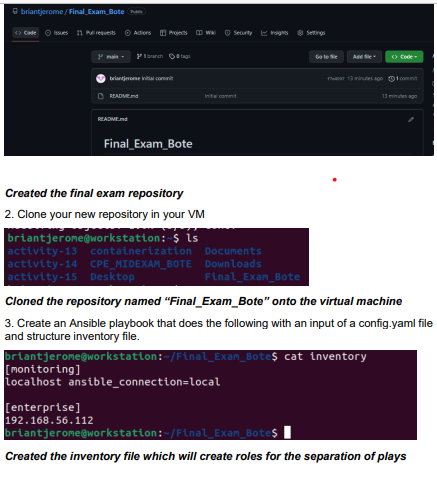 briantjerome / Final_Exam_Bote Public
Code Issues Pull requests Actions Projects Wiki Security Insights Settings
main 1 branch 0 tags Go to file Add file Code
briantjerome Initial commit 13 minutes ago 1 commit
README.md Initial commit 13 minutes ago
README.md
Final_Exam_Bote
Created the final exam repository
2. Clone your new repository in your VM
briantjerome@workstation:~$ ls
activity-13 containerization Documents
activity-14 CPE_MIDEXAM_BOTE Downloads
activity-15 Desktop Final_Exam_Bote
Cloned the repository named “Final_Exam_Bote” onto the virtual machine
3. Create an Ansible playbook that does the following with an input of a config.yaml file
and structure inventory file.
briantjerome@workstation:~/Final_Exam_Bote$ cat inventory
[monitoring]
localhost ansible_connection=local
[enterprise]
192.168.56.112
briantjerome@workstation:~/Final_Exam_Bote$
Created the inventory file which will create roles for the separation of plays